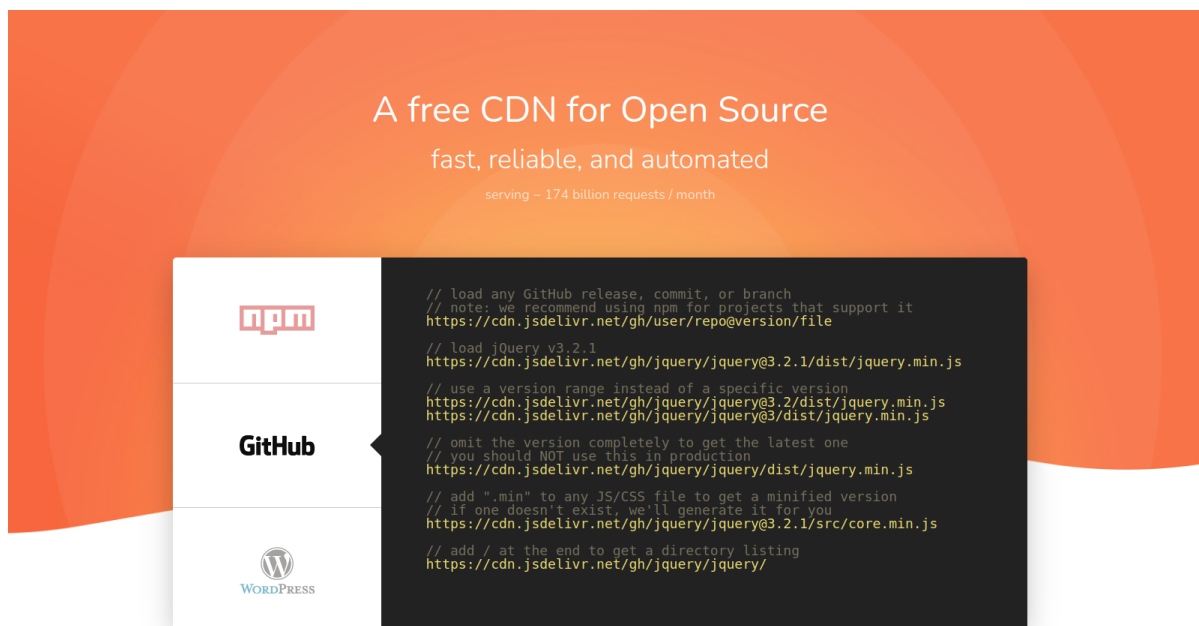 A free CDN for Open Source
fast, reliable, and automated
serving ~ 174 billion requests / month
npm
GitHub
WORDPRESS
// load any GitHub release, commit, or branch
// note: we recommend using npm for projects that support it
https://cdn.jsdelivr.net/gh/user/repo@version/file
// load jQuery v3.2.1
https://cdn.jsdelivr.net/gh/jquery/jquery@3.2.1/dist/jquery.min.js
// use a version range instead of a specific version
https://cdn.jsdelivr.net/gh/jquery/jquery@3.2/dist/jquery.min.js
https://cdn.jsdelivr.net/gh/jquery/jquery@3/dist/jquery.min.js
// omit the version completely to get the latest one
// you should NOT use this in production
https://cdn.jsdelivr.net/gh/jquery/jquery/dist/jquery.min.js
// add ".min" to any JS/CSS file to get a minified version
// if one doesn't exist, we'll generate it for you
https://cdn.jsdelivr.net/gh/jquery/jquery@3.2.1/src/core.min.js
// add / at the end to get a directory listing
https://cdn.jsdelivr.net/gh/jquery/jquery/